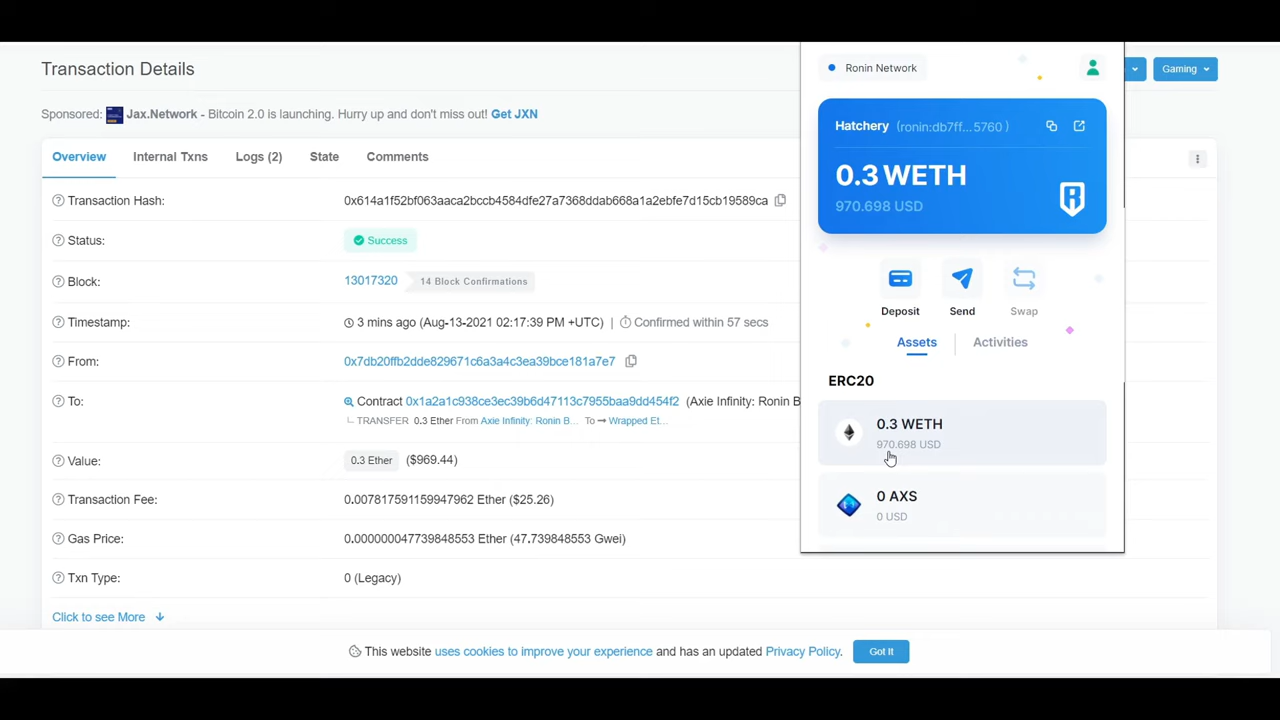 Transaction Details
Sponsored: Jax.Network - Bitcoin 2.0 is launching. Hurry up and don't miss out! Get JXN
Overview Internal Txns Logs (2) State Comments
Transaction Hash: 0x614a1f52bf063aaca2bccb4584dfe27a7368ddab668a1a2ebfe7d15cb19589ca
Status: Success
Block: 13017320 14 Block Confirmations
Timestamp: 3 mins ago (Aug-13-2021 02:17:39 PM +UTC) | Confirmed within 57 secs
From: 0x7db20ffb2dde829671c6a3a4c3ea39bce181a7e7
To: Contract 0x1a2a1c938ce3ec39b6d47113c7955baa9dd454f2 (Axie Infinity: Ronin B
TRANSFER 0.3 Ether From Axie Infinity: Ronin B... To → Wrapped Et...
Value: 0.3 Ether ($969.44)
Transaction Fee: 0.007817591159947962 Ether ($25.26)
Gas Price: 0.000000047739848553 Ether (47.739848553 Gwei)
Txn Type: 0 (Legacy)
Click to see More
Ronin Network
Hatchery (ronin:db7ff...5760 )
0.3 WETH
970.698 USD
Deposit Send Swap
Assets Activities
ERC20
0.3 WETH
970.698 USD
0 AXS
0 USD
Gaming
This website uses cookies to improve your experience and has an updated Privacy Policy. Got It